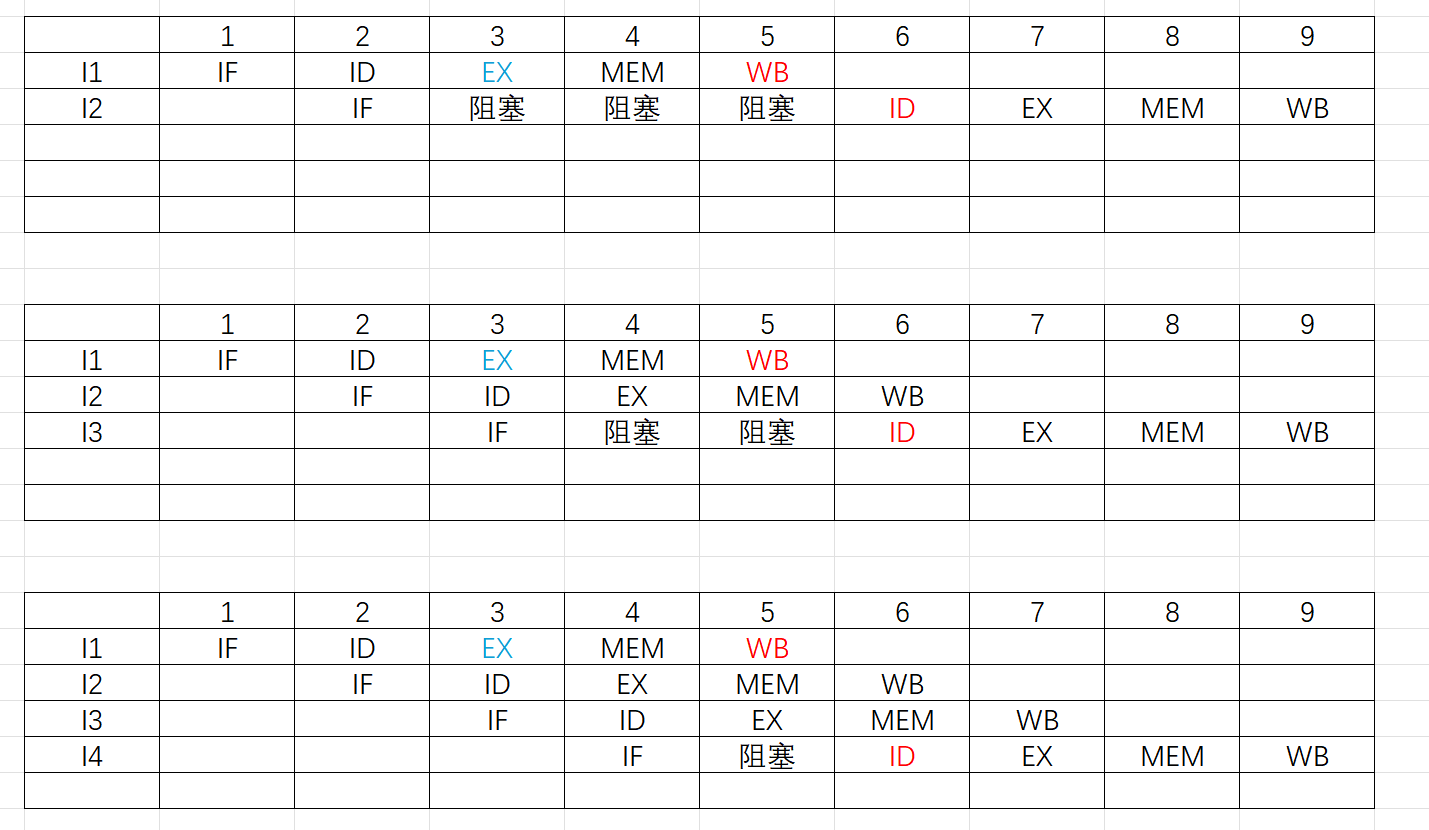 1 2 3 4 5 6 7 8 9
I1 IF ID EX MEM WB
I2 IF 阻塞 阻塞 阻塞 ID EX MEM WB
1 2 3 4 5 6 7 8 9
I1 IF ID EX MEM WB
I2 IF ID EX MEM WB
I3 IF 阻塞 阻塞 ID EX MEM WB
1 2 3 4 5 6 7 8 9
I1 IF ID EX MEM WB
I2 IF ID EX MEM WB
I3 IF ID EX MEM WB
I4 IF 阻塞 ID EX MEM WB